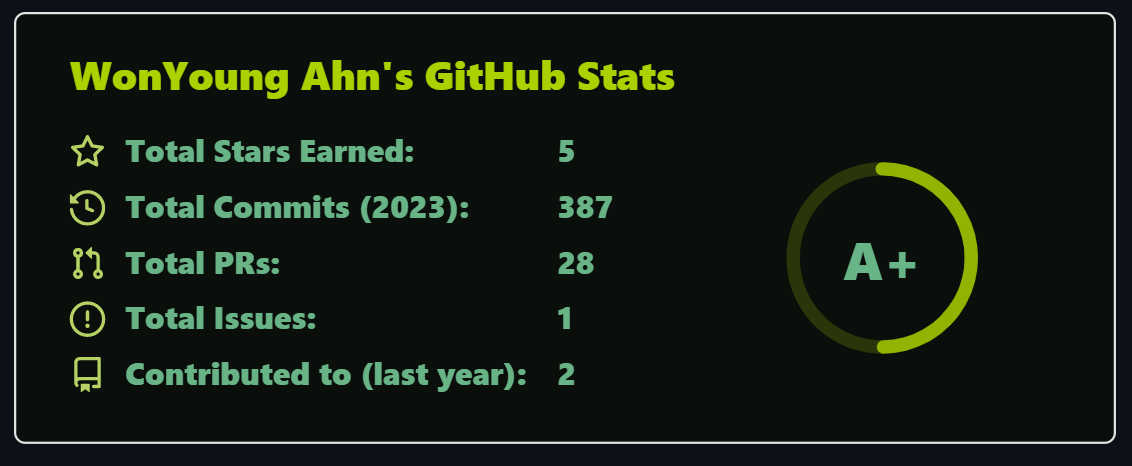 WonYoung Ahn's GitHub Stats
Total Stars Earned: 5
Total Commits (2023): 387
Total PRs: 28
Total Issues: 1
Contributed to (last year): 2
A+